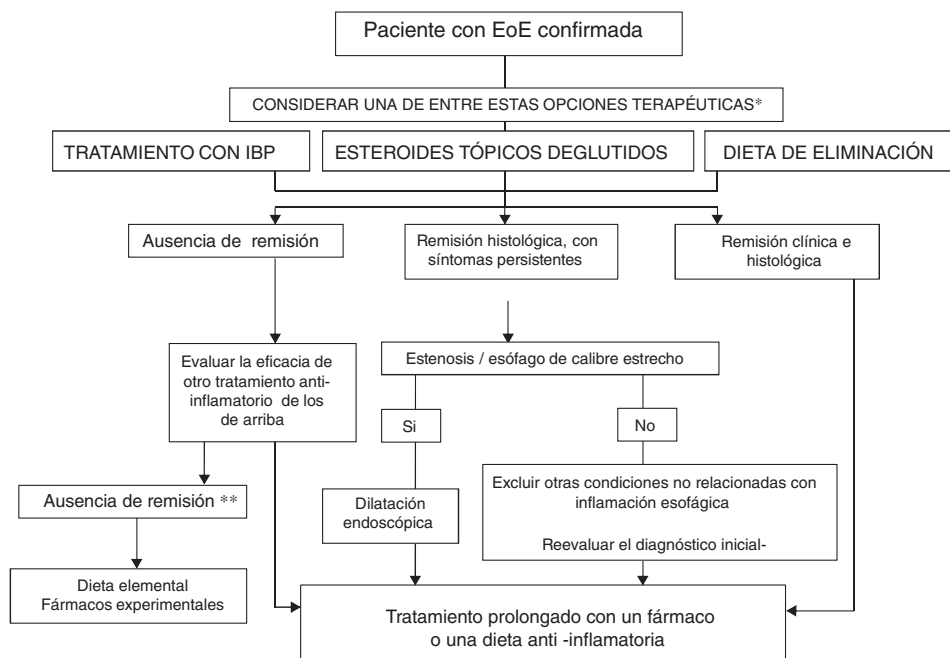 Paciente con EoE confirmada
CONSIDERAR UNA DE ENTRE ESTAS OPCIONES TERAPÉUTICAS*
TRATAMIENTO CON IBP
ESTEROIDES TÓPICOS DEGLUTIDOS
DIETA DE ELIMINACIÓN
Ausencia de remisión
Remisión histológica, con
síntomas persistentes
Remisión clínica e
histológica
Evaluar la eficacia de
otro tratamiento anti-
inflamatorio de los
de arriba
Estenosis / esófago de calibre estrecho
Si
No
Ausencia de remisión **
Dilatación
endoscópica
Excluir otras condiciones no relacionadas con
inflamación esofágica
Reevaluar el diagnóstico inicial-
Dieta elemental
Fármacos experimentales
Tratamiento prolongado con un fármaco
o una dieta anti -inflamatoria